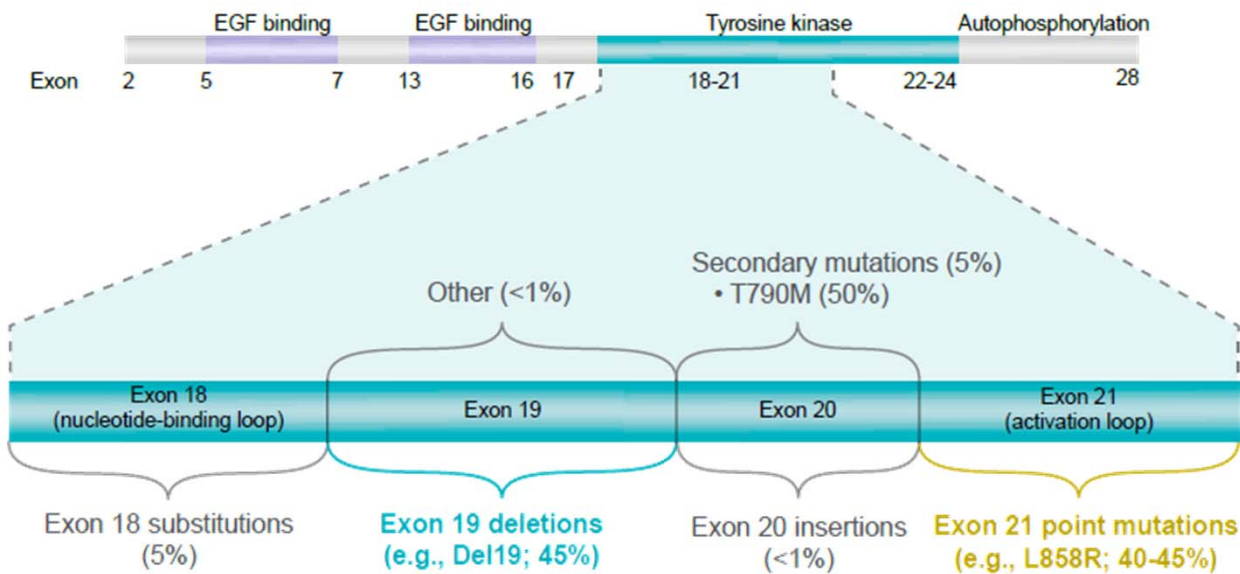 EGF binding EGF binding Tyrosine kinase Autophosphorylation
Exon 2 5 7 13 16 17 18-21 22-24 28
Secondary mutations (5%)
• T790M (50%)
Other (<1%)
Exon 18
(nucleotide-binding loop)
Exon 19
Exon 20
Exon 21
(activation loop)
Exon 18 substitutions
(5%)
Exon 19 deletions
(e.g., Del19; 45%)
Exon 20 insertions
(<1%)
Exon 21 point mutations
(e.g., L858R; 40-45%)